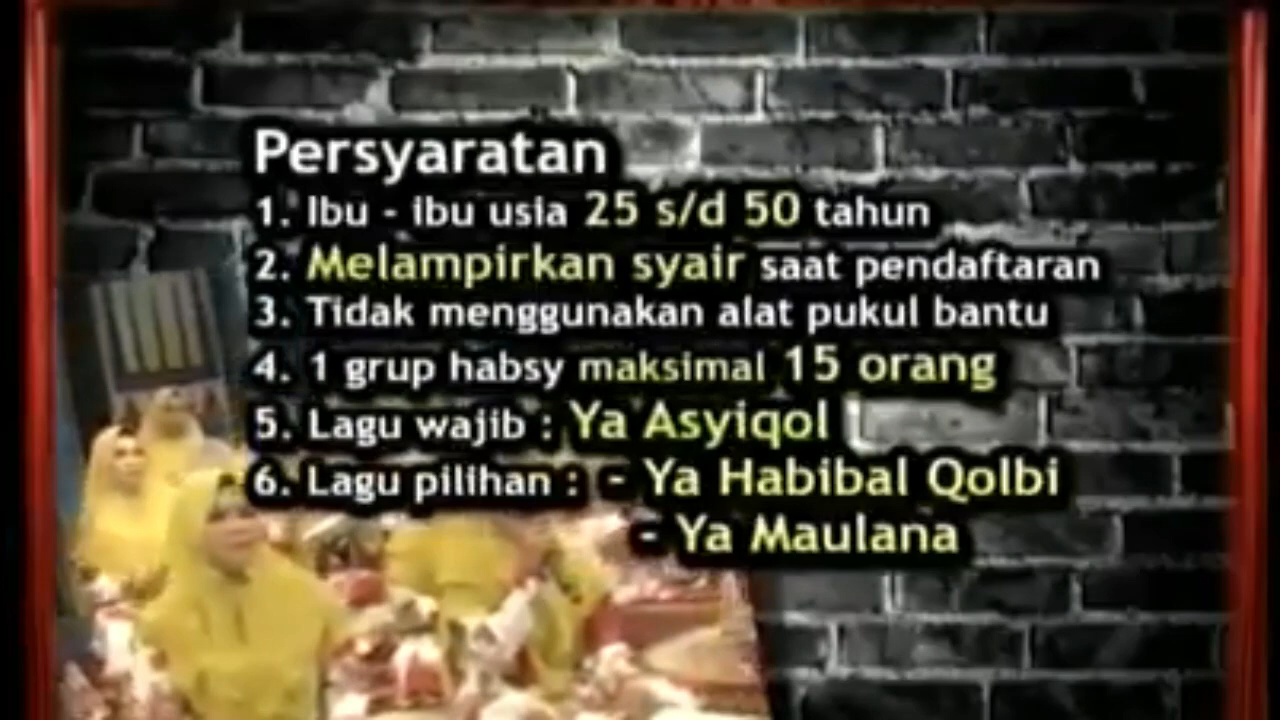 Persyaratan
1. Ibu - ibu usia 25 s/d 50 tahun
2. Melampirkan syair saat pendaftaran
3. Tidak menggunakan alat pukul bantu
4. 1 grup habsy maksimal 15 orang
5. Lagu wajib : Ya Asyiqol
6. Lagu pilihan : - Ya Habibal Qolbi
- Ya Maulana